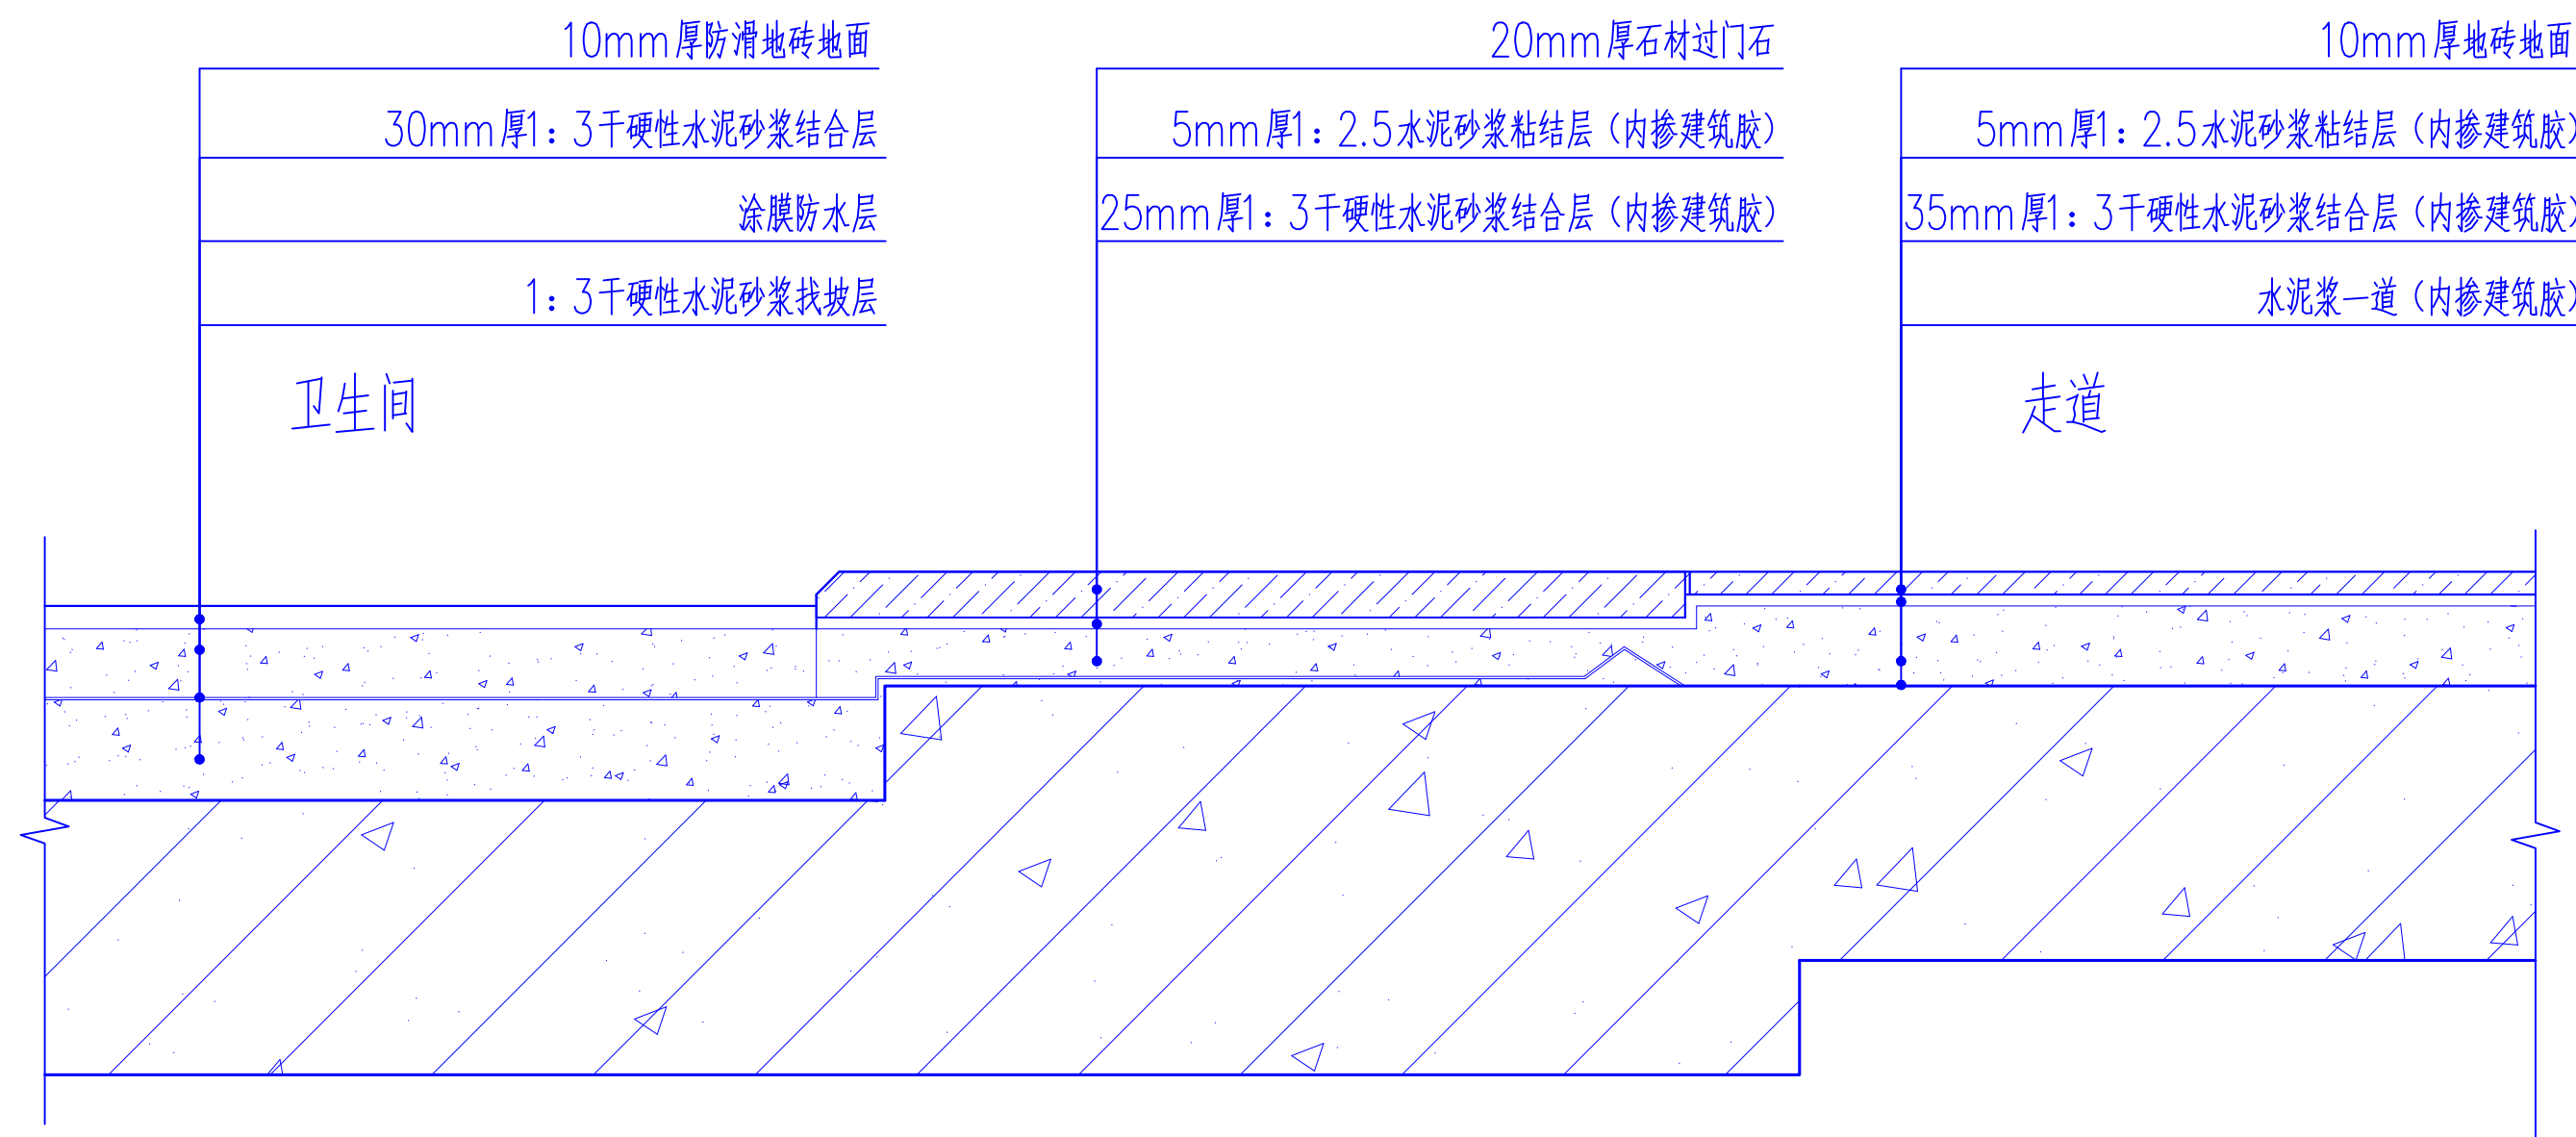 10mm厚防滑地砖地面
30mm厚1：3干硬性水泥砂浆结合层
涂膜防水层
1：3干硬性水泥砂浆找坡层
卫生间
20mm厚石材过门石
5mm厚1：2.5水泥砂浆粘结层（内掺建筑胶）
25mm厚1：3干硬性水泥砂浆结合层（内掺建筑胶）
10mm厚地砖地面
5mm厚1：2.5水泥砂浆粘结层（内掺建筑胶）
35mm厚1：3干硬性水泥砂浆结合层（内掺建筑胶）
水泥浆一道（内掺建筑胶）
走道